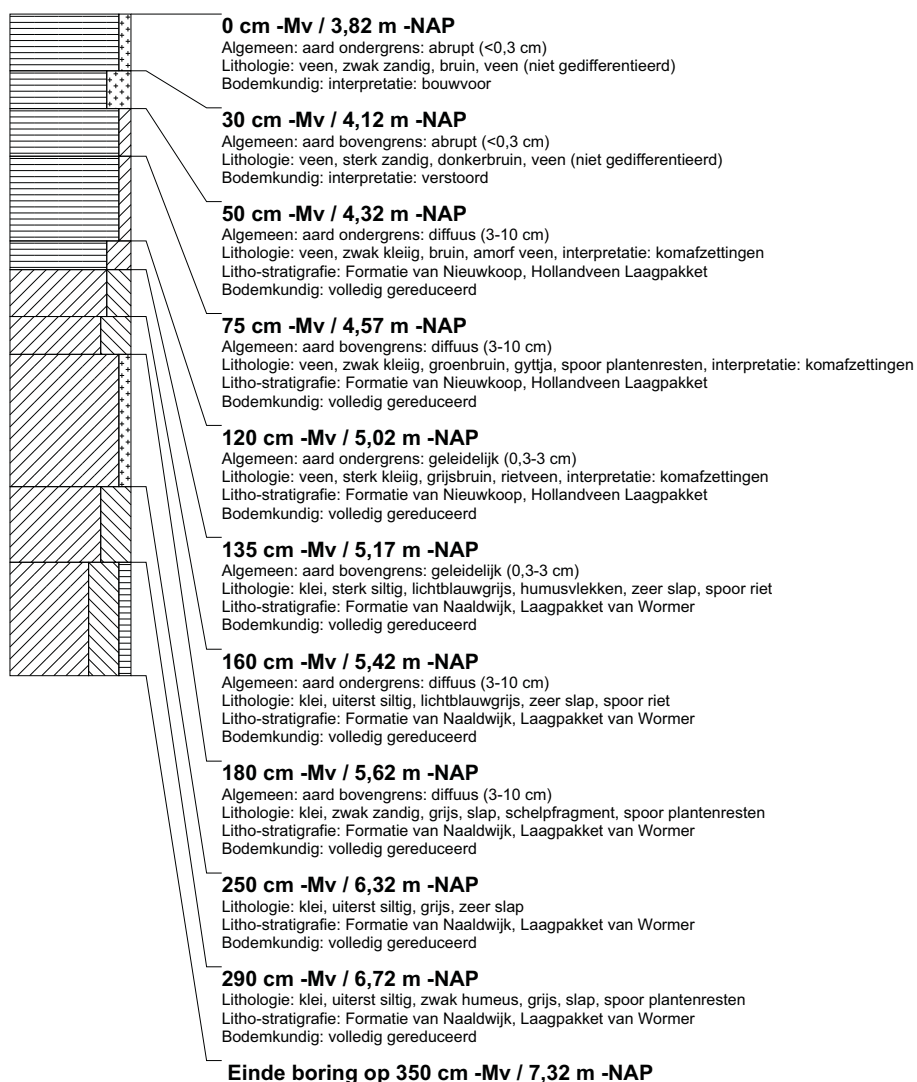 0 cm -Mv / 3,82 m -NAP
Algemeen: aard ondergrens: abrupt (<0,3 cm)
Lithologie: veen, zwak zandig, bruin, veen (niet gedifferentieerd)
Bodemkundig: interpretatie: bouwvoor
30 cm -Mv / 4,12 m -NAP
Algemeen: aard bovengrens: abrupt (<0,3 cm)
Lithologie: veen, sterk zandig, donkerbruin, veen (niet gedifferentieerd)
Bodemkundig: interpretatie: verstoord
50 cm -Mv / 4,32 m -NAP
Algemeen: aard ondergrens: diffuus (3-10 cm)
Lithologie: veen, zwak kleiig, bruin, amorf veen, interpretatie: komafzettingen
Litho-stratigrafie: Formatie van Nieuwkoop, Hollandveen Laagpakket
Bodemkundig: volledig gereduceerd
75 cm -Mv / 4,57 m -NAP
Algemeen: aard bovengrens: diffuus (3-10 cm)
Lithologie: veen, zwak kleiig, groenbruin, gyttja, spoor plantenresten, interpretatie: komafzettingen
Litho-stratigrafie: Formatie van Nieuwkoop, Hollandveen Laagpakket
Bodemkundig: volledig gereduceerd
120 cm -Mv / 5,02 m -NAP
Algemeen: aard ondergrens: geleidelijk (0,3-3 cm)
Lithologie: veen, sterk kleiig, grijsbruin, rietveen, interpretatie: komafzettingen
Litho-stratigrafie: Formatie van Nieuwkoop, Hollandveen Laagpakket
Bodemkundig: volledig gereduceerd
135 cm -Mv / 5,17 m -NAP
Algemeen: aard bovengrens: geleidelijk (0,3-3 cm)
Lithologie: klei, sterk siltig, lichtblauwgrijs, humusvlekken, zeer slap, spoor riet
Litho-stratigrafie: Formatie van Naaldwijk, Laagpakket van Wormer
Bodemkundig: volledig gereduceerd
160 cm -Mv / 5,42 m -NAP
Algemeen: aard ondergrens: diffuus (3-10 cm)
Lithologie: klei, uiterst siltig, lichtblauwgrijs, zeer slap, spoor riet
Litho-stratigrafie: Formatie van Naaldwijk, Laagpakket van Wormer
Bodemkundig: volledig gereduceerd
180 cm -Mv / 5,62 m -NAP
Algemeen: aard bovengrens: diffuus (3-10 cm)
Lithologie: klei, zwak zandig, grijs, slap, schelpfragment, spoor plantenresten
Litho-stratigrafie: Formatie van Naaldwijk, Laagpakket van Wormer
Bodemkundig: volledig gereduceerd
250 cm -Mv / 6,32 m -NAP
Lithologie: klei, uiterst siltig, grijs, zeer slap
Litho-stratigrafie: Formatie van Naaldwijk, Laagpakket van Wormer
Bodemkundig: volledig gereduceerd
290 cm -Mv / 6,72 m -NAP
Lithologie: klei, uiterst siltig, zwak humeus, grijs, slap, spoor plantenresten
Litho-stratigrafie: Formatie van Naaldwijk, Laagpakket van Wormer
Bodemkundig: volledig gereduceerd
Einde boring op 350 cm -Mv / 7,32 m -NAP